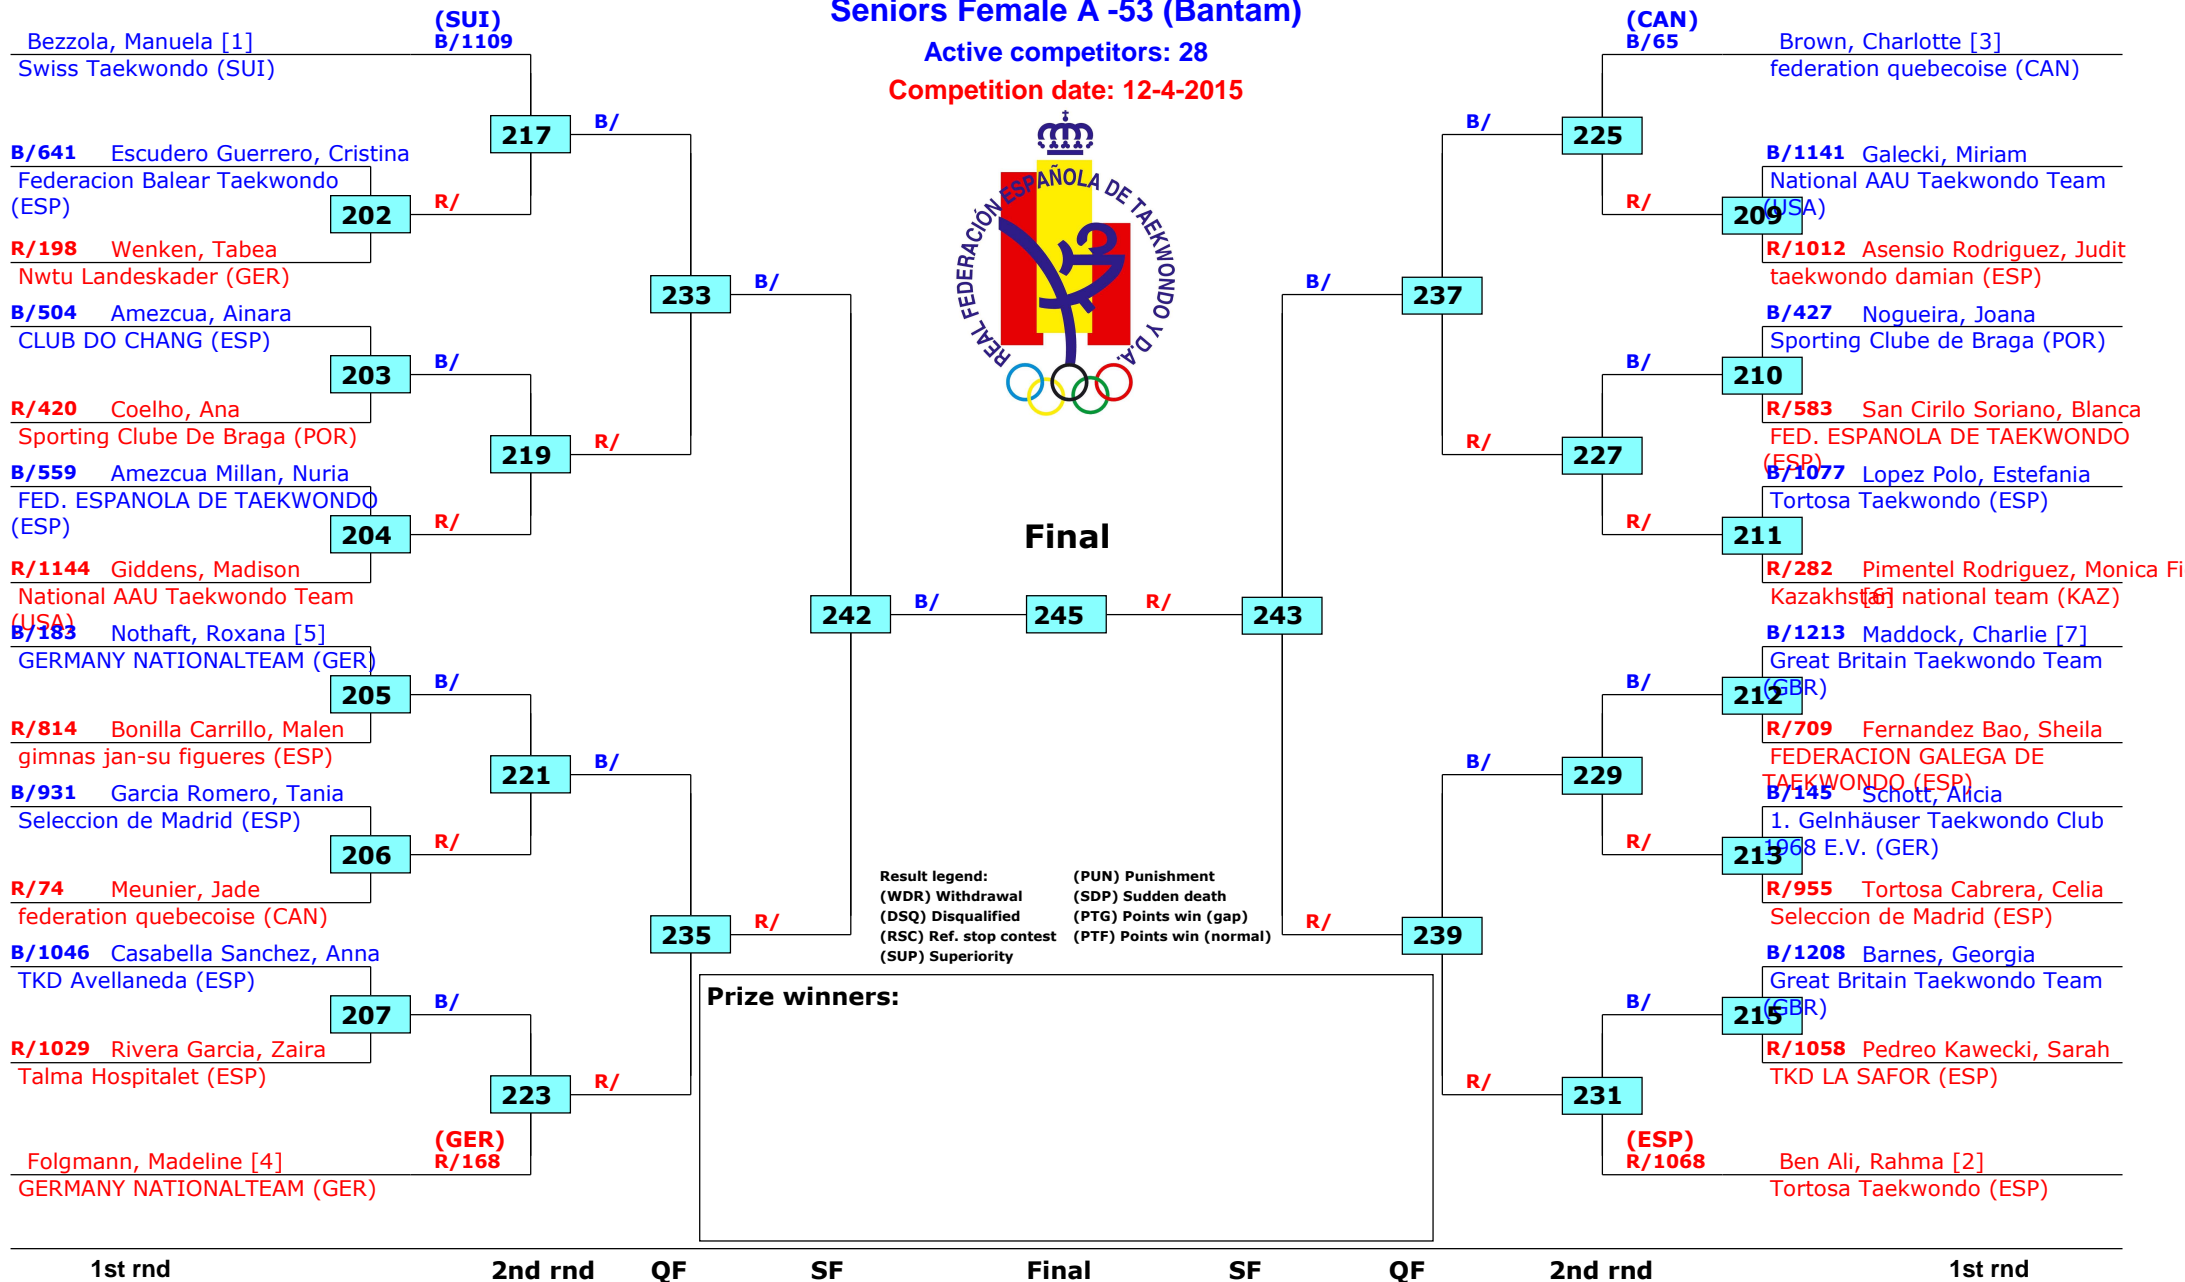 Seniors Female A -53 (Bantam)
Active competitors: 28
Competition date: 12-4-2015
REAL FEDERACIÓN ESPAÑOLA DE TAEKWONDO Y D.A.
(SUI)
Bezzola, Manuela [1] B/1109
Swiss Taekwondo (SUI)
217
B/
B/641 Escudero Guerrero, Cristina
Federacion Balear Taekwondo
(ESP)
202
R/
R/198 Wenken, Tabea
Nwtu Landeskader (GER)
233
B/
B/504 Amezcua, Ainara
CLUB DO CHANG (ESP)
203
B/
R/420 Coelho, Ana
Sporting Clube De Braga (POR)
219
R/
B/559 Amezcua Millan, Nuria
FED. ESPANOLA DE TAEKWONDO
(ESP)
204
R/
R/1144 Giddens, Madison
National AAU Taekwondo Team
(USA)
242
B/
B/183 Nothaft, Roxana [5]
GERMANY NATIONALTEAM (GER)
205
B/
R/814 Bonilla Carrillo, Malen
gimnas jan-su figueres (ESP)
221
B/
B/931 Garcia Romero, Tania
Seleccion de Madrid (ESP)
206
R/
R/74 Meunier, Jade
federation quebecoise (CAN)
235
R/
B/1046 Casabella Sanchez, Anna
TKD Avellaneda (ESP)
207
B/
R/1029 Rivera Garcia, Zaira
Talma Hospitalet (ESP)
223
R/
(GER)
Folgmann, Madeline [4] R/168
GERMANY NATIONALTEAM (GER)
Final
245
R/
Result legend:
(WDR) Withdrawal
(DSQ) Disqualified
(RSC) Ref. stop contest
(SUP) Superiority
(PUN) Punishment
(SDP) Sudden death
(PTG) Points win (gap)
(PTF) Points win (normal)
Prize winners:
(CAN)
B/65 Brown, Charlotte [3]
federation quebecoise (CAN)
B/
225
B/1141 Galecki, Miriam
National AAU Taekwondo Team
(USA)
R/
209
R/1012 Asensio Rodriguez, Judit
taekwondo damian (ESP)
B/
237
B/427 Nogueira, Joana
Sporting Clube de Braga (POR)
B/
210
R/583 San Cirilo Soriano, Blanca
FED. ESPANOLA DE TAEKWONDO
(ESP)
R/
227
B/1077 Lopez Polo, Estefania
Tortosa Taekwondo (ESP)
R/
211
R/282 Pimentel Rodriguez, Monica Fi
[6]
Kazakhstan national team (KAZ)
243
B/1213 Maddock, Charlie [7]
Great Britain Taekwondo Team
(GBR)
B/
212
R/709 Fernandez Bao, Sheila
FEDERACION GALEGA DE
TAEKWONDO (ESP)
B/
229
B/145 Schott, Alicia
1. Gelnhäuser Taekwondo Club
1968 E.V. (GER)
R/
213
R/955 Tortosa Cabrera, Celia
Seleccion de Madrid (ESP)
R/
239
B/1208 Barnes, Georgia
Great Britain Taekwondo Team
(GBR)
B/
215
R/1058 Pedreo Kawecki, Sarah
TKD LA SAFOR (ESP)
R/
231
(ESP)
R/1068 Ben Ali, Rahma [2]
Tortosa Taekwondo (ESP)
1st rnd 2nd rnd QF SF Final SF QF 2nd rnd 1st rnd